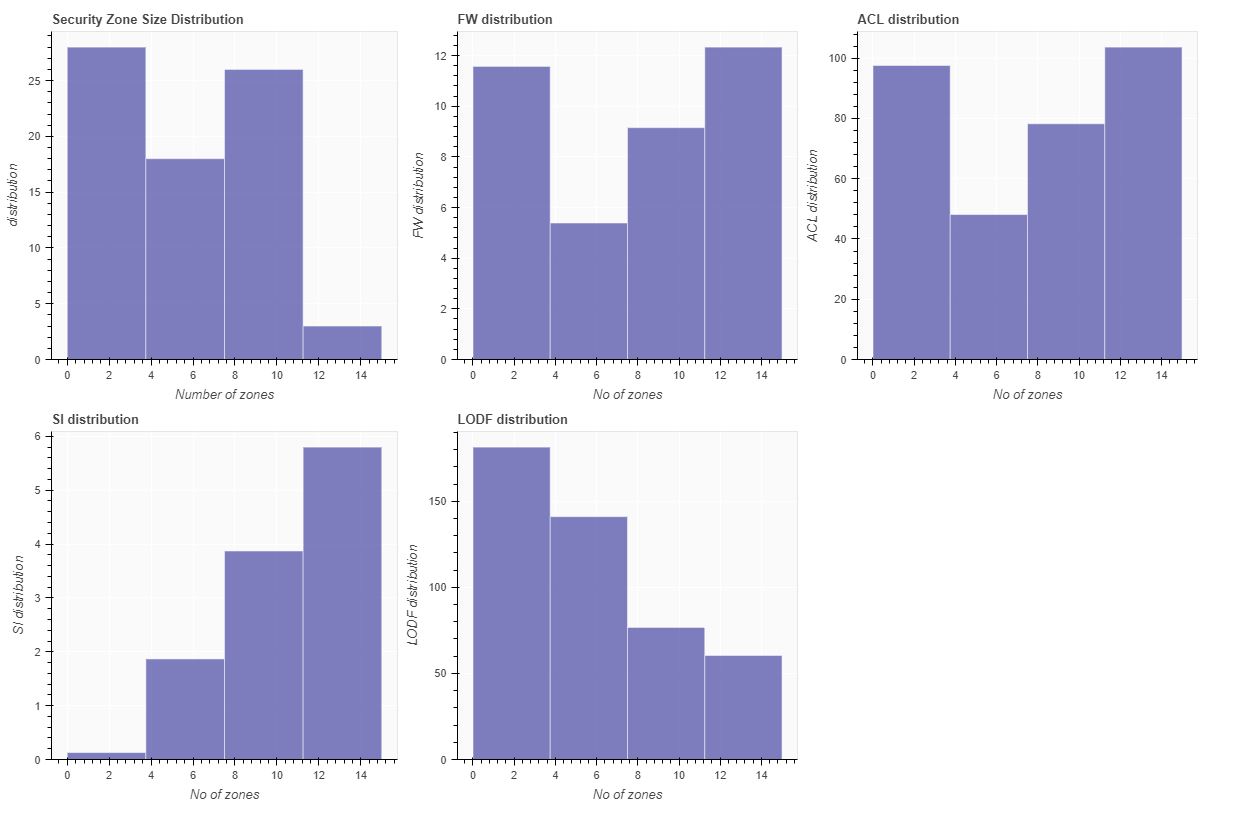 Security Zone Size Distribution
distribution
25
20
15
10
5
0
0 2 4 6 8 10 12 14
Number of zones
FW distribution
FW distribution
12
10
8
6
4
2
0
0 2 4 6 8 10 12 14
No of zones
ACL distribution
ACL distribution
100
80
60
40
20
0
0 2 4 6 8 10 12 14
No of zones
SI distribution
SI distribution
6
5
4
3
2
1
0
0 2 4 6 8 10 12 14
No of zones
LODF distribution
LODF distribution
150
100
50
0
0 2 4 6 8 10 12 14
No of zones